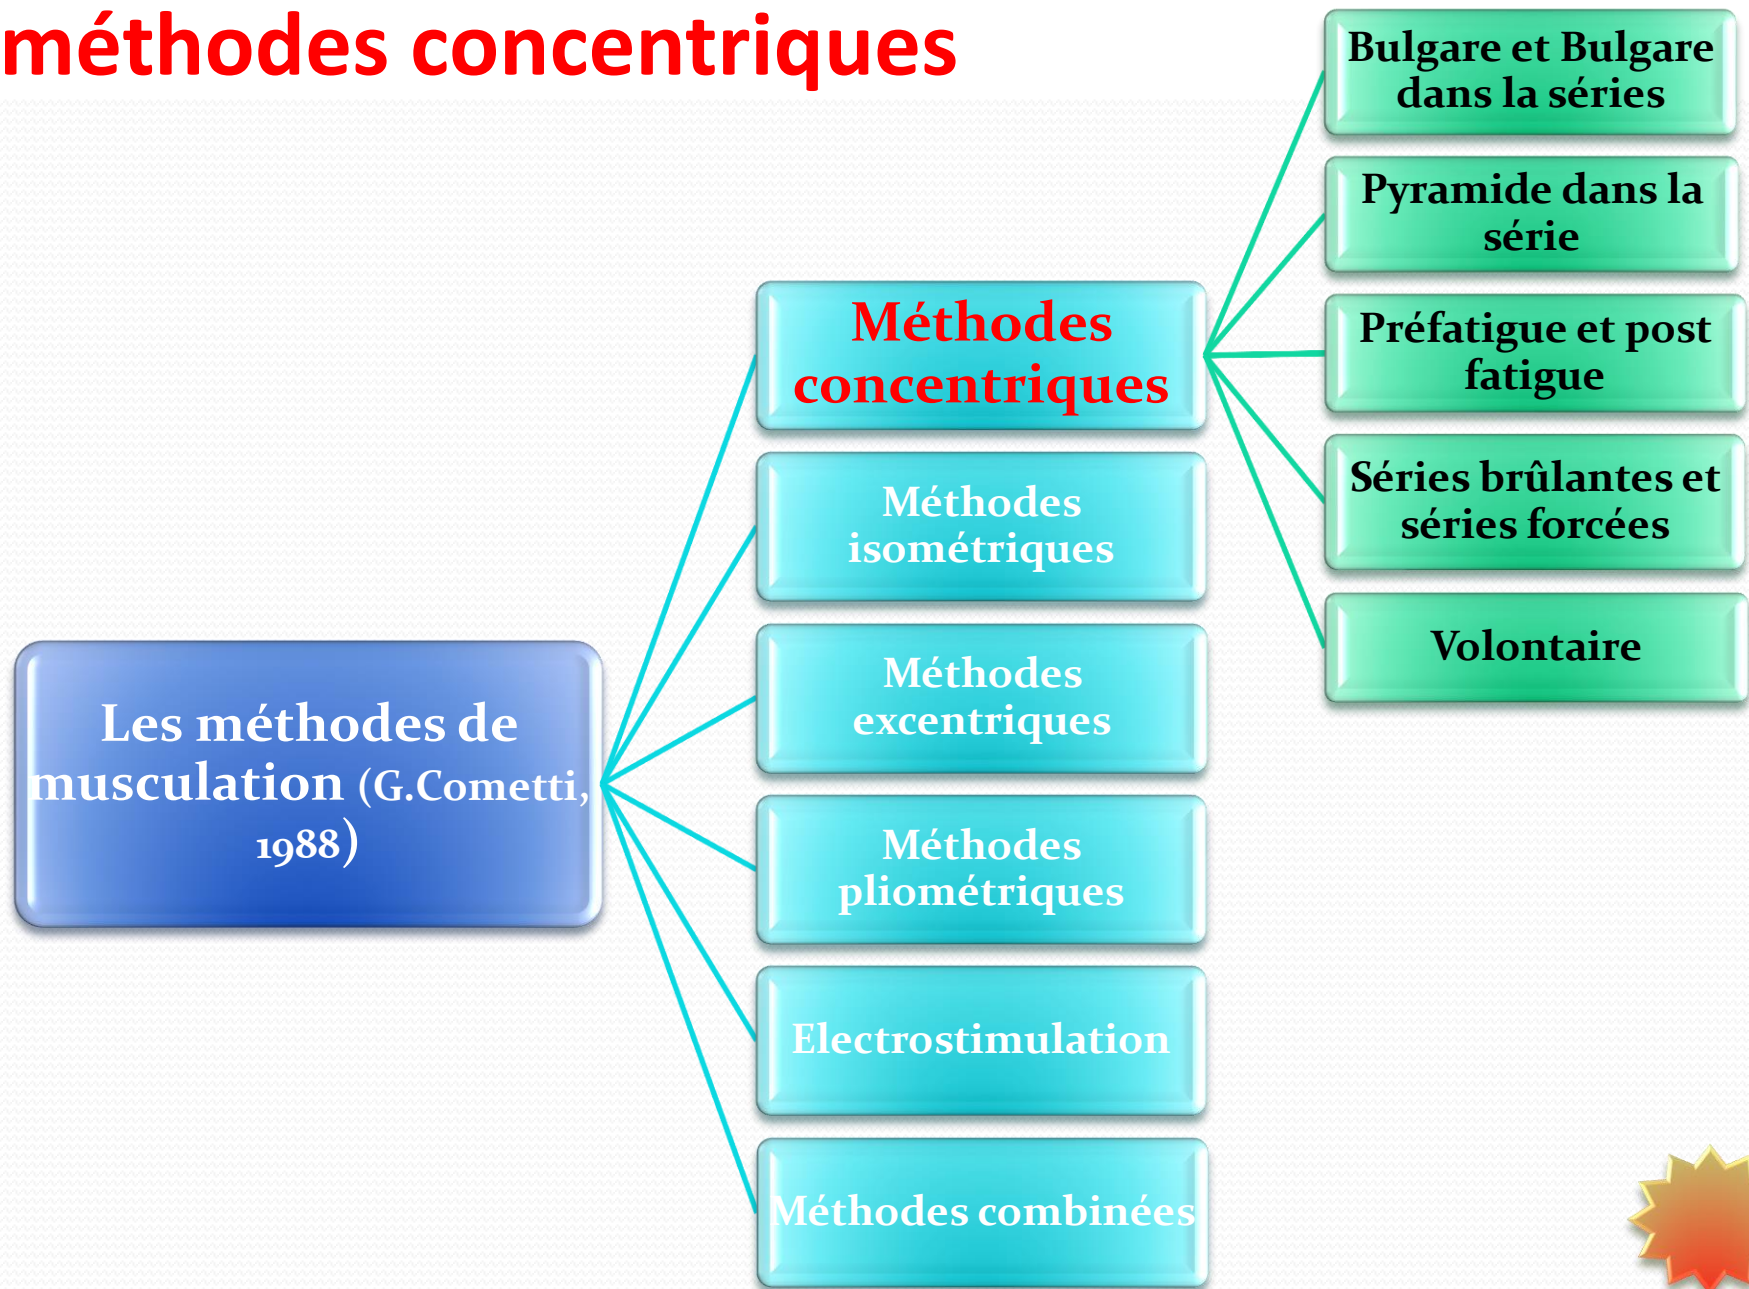 méthodes concentriques
Les méthodes de
musculation (G.Cometti,
1988)
Méthodes
concentriques
Méthodes
isométriques
Méthodes
excentriques
Méthodes
pliométriques
Electrostimulation
Méthodes combinées
Bulgare et Bulgare
dans la séries
Pyramide dans la
série
Préfatigue et post
fatigue
Séries brûlantes et
séries forcées
Volontaire